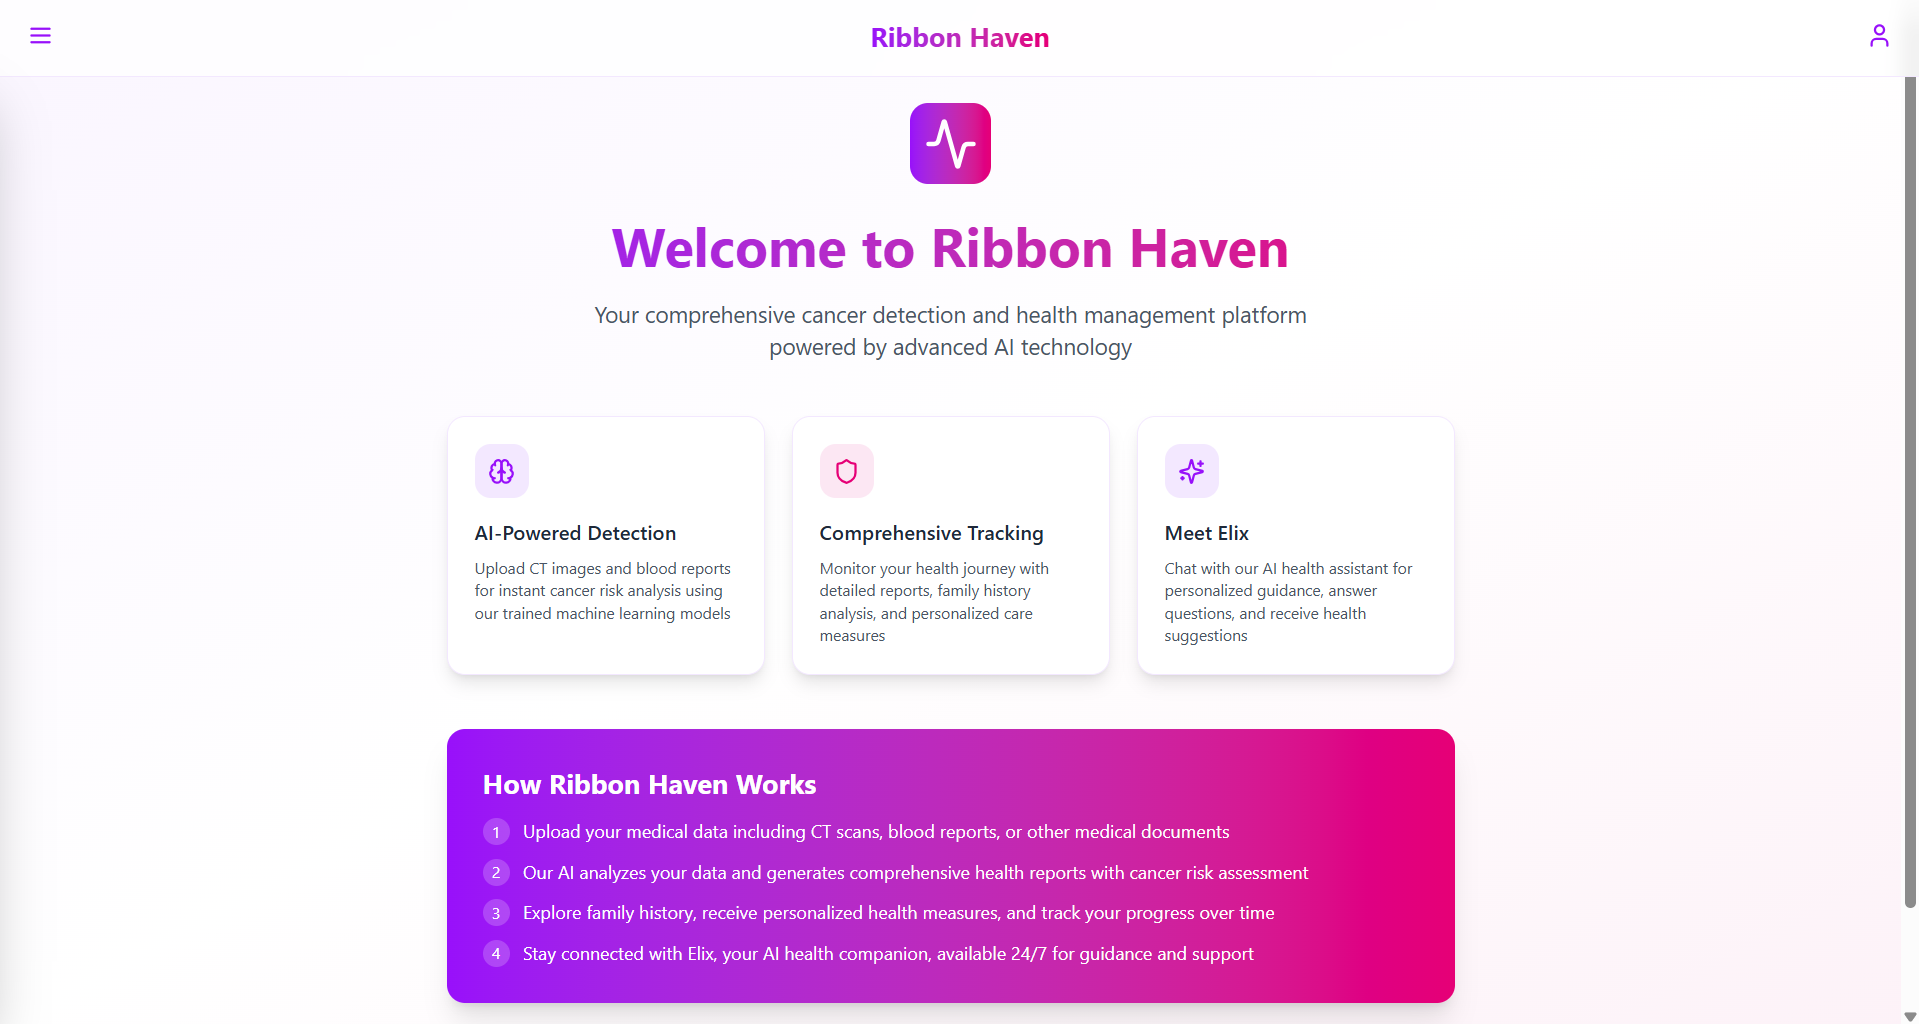 Ribbon Haven
Welcome to Ribbon Haven
Your comprehensive cancer detection and health management platform
powered by advanced AI technology
AI-Powered Detection
Upload CT images and blood reports
for instant cancer risk analysis using
our trained machine learning models
Comprehensive Tracking
Monitor your health journey with
detailed reports, family history
analysis, and personalized care
measures
Meet Elix
Chat with our AI health assistant for
personalized guidance, answer
questions, and receive health
suggestions
How Ribbon Haven Works
1 Upload your medical data including CT scans, blood reports, or other medical documents
2 Our AI analyzes your data and generates comprehensive health reports with cancer risk assessment
3 Explore family history, receive personalized health measures, and track your progress over time
4 Stay connected with Elix, your AI health companion, available 24/7 for guidance and support